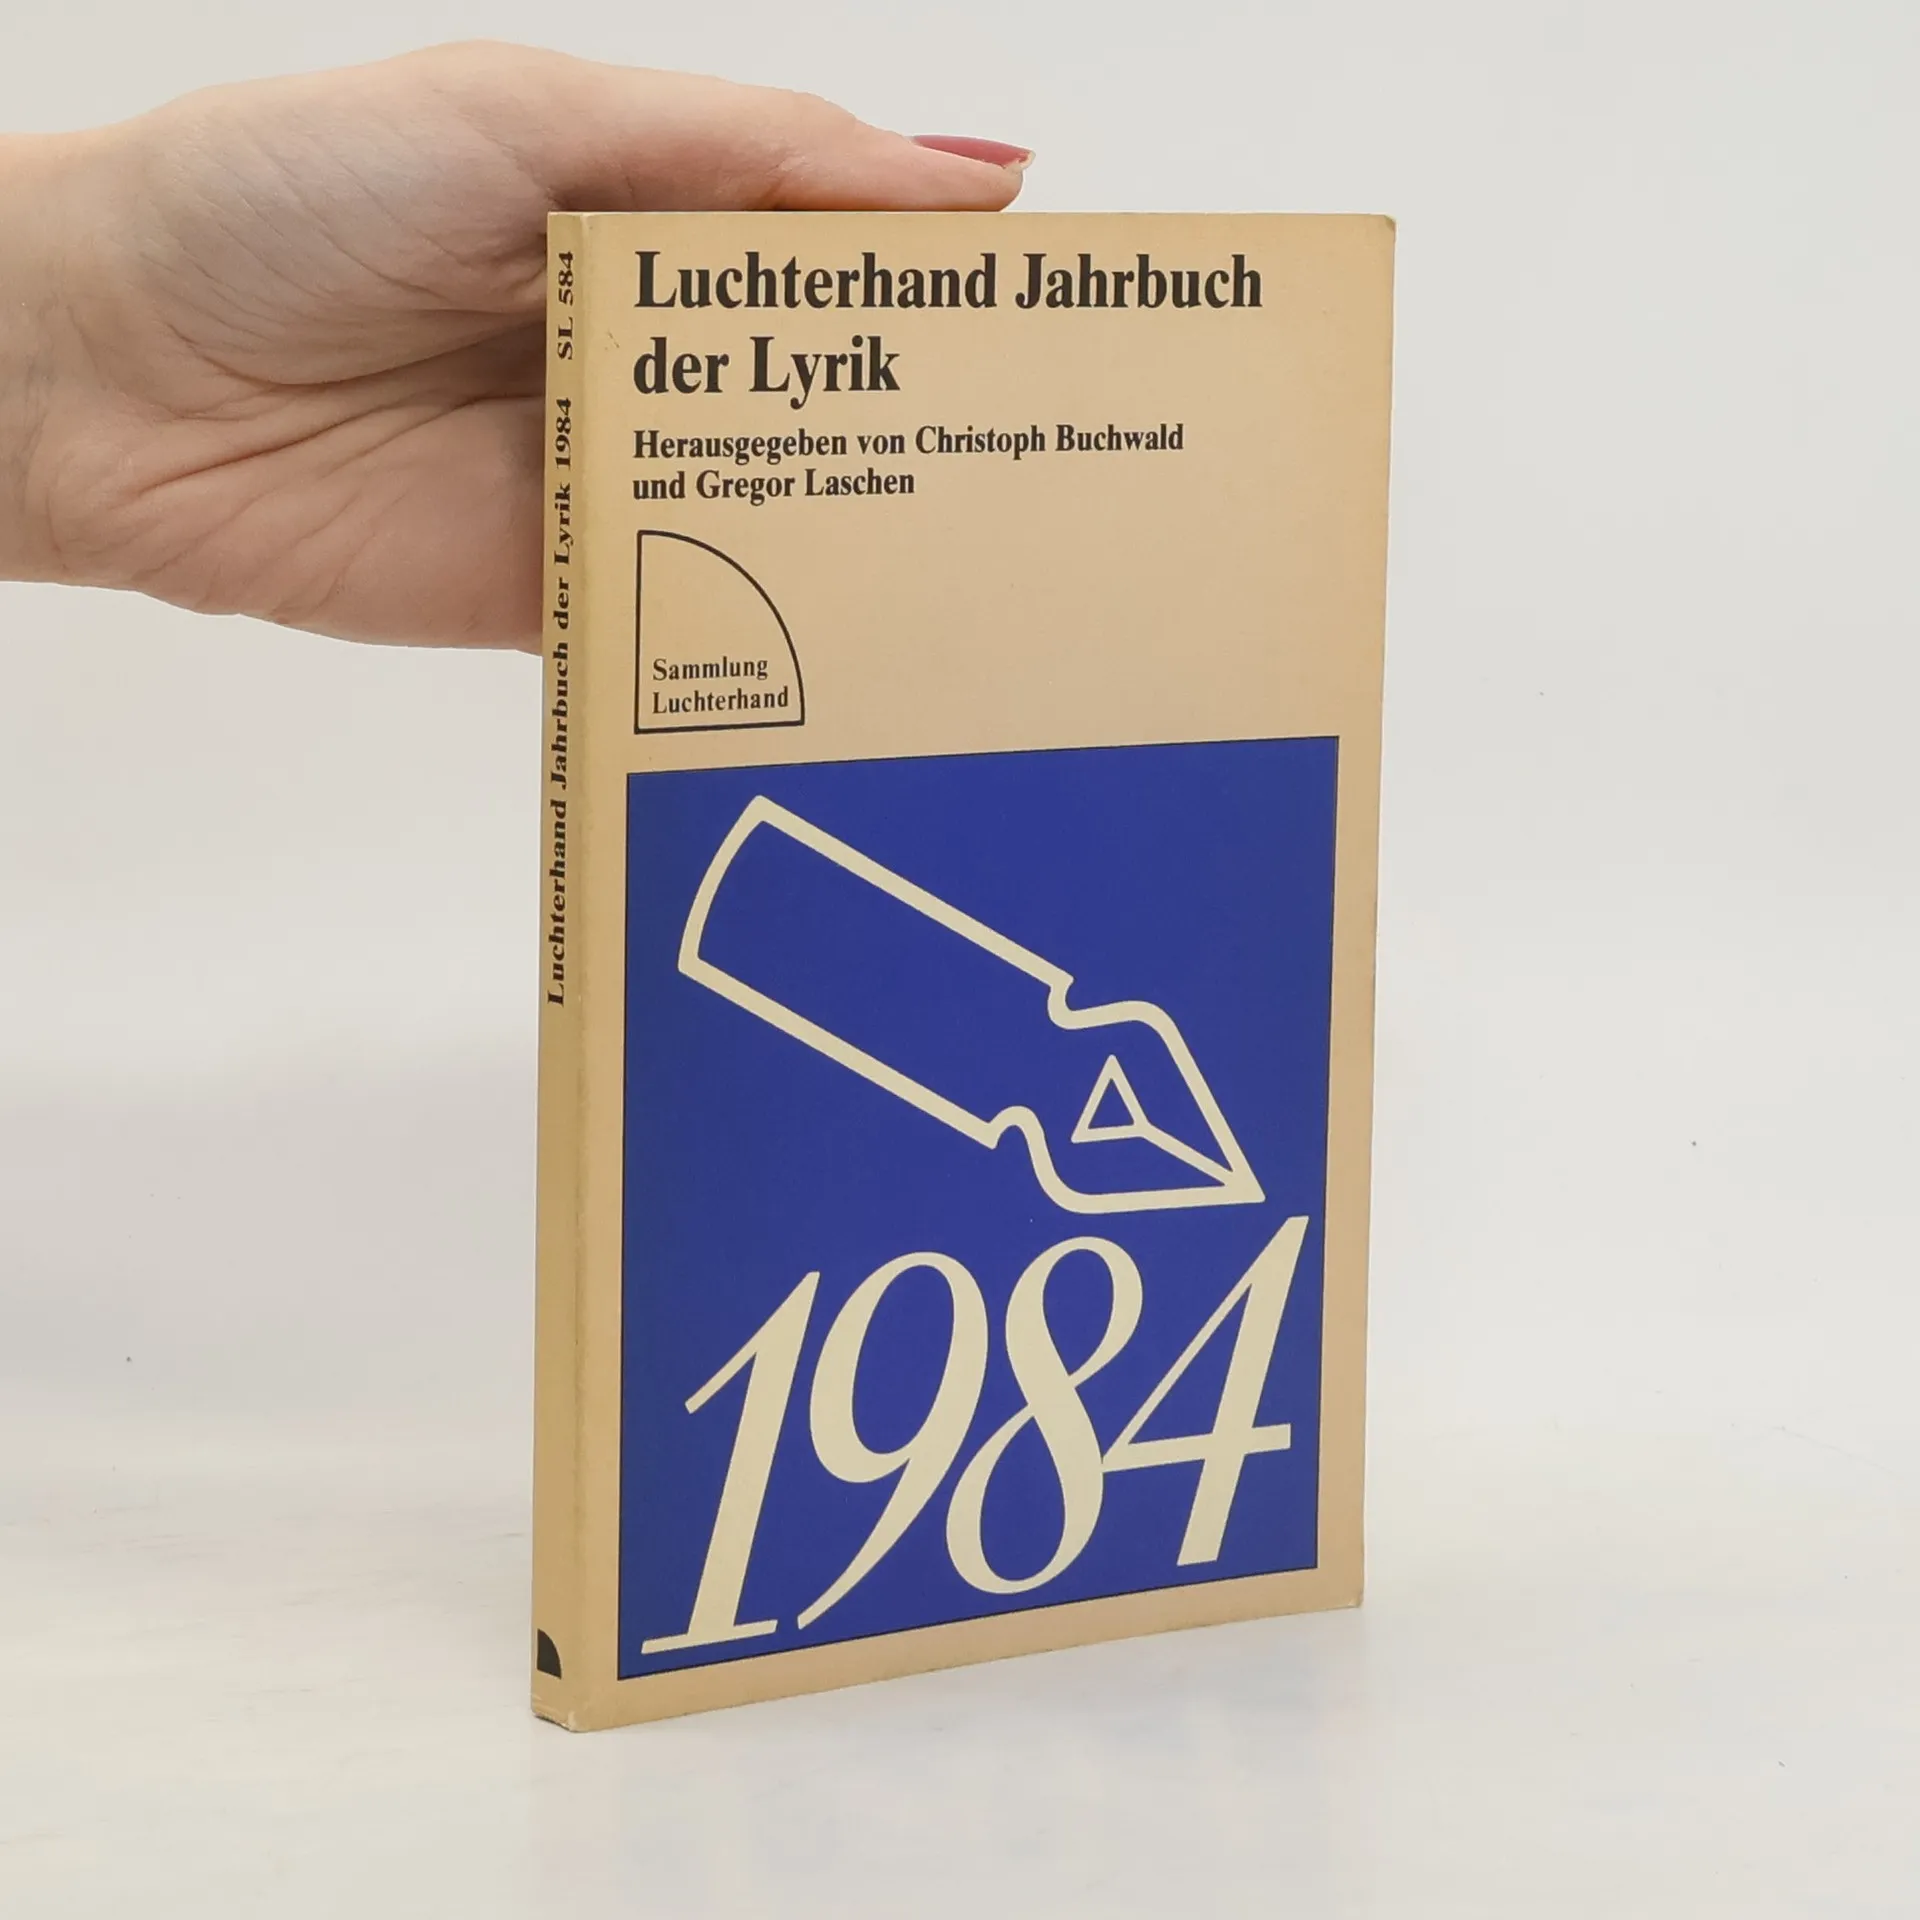 Luchterhand Jahrbuch
der Lyrik
Herausgegeben von Christoph Buchwald
und Gregor Laschen
Sammlung
Luchterhand
1984
Luchterhand Jahrbuch der Lyrik 1984 SL 584